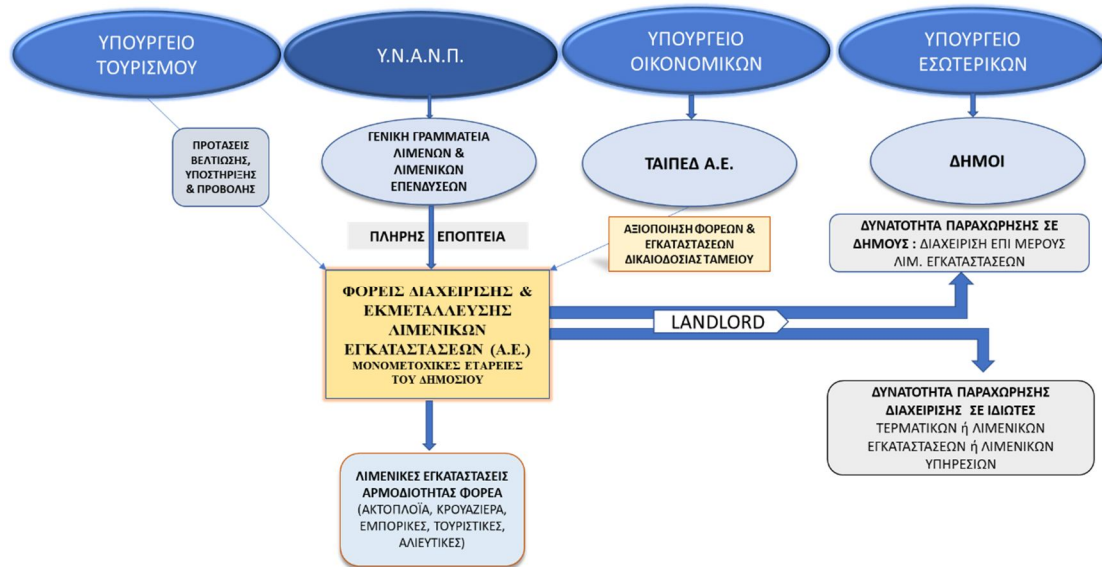 ΥΠΟΥΡΓΕΙΟ
ΤΟΥΡΙΣΜΟΥ
Υ.Ν.Α.Ν.Π.
ΥΠΟΥΡΓΕΙΟ
ΟΙΚΟΝΟΜΙΚΩΝ
ΥΠΟΥΡΓΕΙΟ
ΕΣΩΤΕΡΙΚΩΝ
ΠΡΟΤΑΣΕΙΣ
ΒΕΛΤΙΩΣΗΣ,
ΥΠΟΣΤΗΡΙΞΗΣ
& ΠΡΟΒΟΛΗΣ
ΓΕΝΙΚΗ ΓΡΑΜΜΑΤΕΙΑ
ΛΙΜΕΝΩΝ &
ΛΙΜΕΝΙΚΩΝ
ΕΠΕΝΔΥΣΕΩΝ
ΤΑΙΠΕΔ Α.Ε.
ΔΗΜΟΙ
ΠΛΗΡΗΣ ΕΠΟΠΤΕΙΑ
ΑΞΙΟΠΟΙΗΣΗ ΦΟΡΕΩΝ &
ΕΓΚΑΤΑΣΤΑΣΕΩΝ
ΔΙΚΑΙΟΔΟΣΙΑΣ ΤΑΜΕΙΟΥ
ΔΥΝΑΤΟΤΗΤΑ ΠΑΡΑΧΩΡΗΣΗΣ ΣΕ
ΔΗΜΟΥΣ : ΔΙΑΧΕΙΡΙΣΗ ΕΠΙ ΜΕΡΟΥΣ
ΛΙΜ. ΕΓΚΑΤΑΣΤΑΣΕΩΝ
ΦΟΡΕΙΣ ΔΙΑΧΕΙΡΙΣΗΣ &
ΕΚΜΕΤΑΛΛΕΥΣΗΣ
ΛΙΜΕΝΙΚΩΝ
ΕΓΚΑΤΑΣΤΑΣΕΩΝ (Α.Ε.)
ΜΟΝΟΜΕΤΟΧΙΚΕΣ ΕΤΑΡΕΙΕΣ
ΤΟΥ ΔΗΜΟΣΙΟΥ
LANDLORD
ΔΥΝΑΤΟΤΗΤΑ ΠΑΡΑΧΩΡΗΣΗΣ
ΔΙΑΧΕΙΡΙΣΗΣ ΣΕ ΙΔΙΩΤΕΣ
ΤΕΡΜΑΤΙΚΩΝ ή ΛΙΜΕΝΙΚΩΝ
ΕΓΚΑΤΑΣΤΑΣΕΩΝ ή ΛΙΜΕΝΙΚΩΝ
ΥΠΗΡΕΣΙΩΝ
ΛΙΜΕΝΙΚΕΣ ΕΓΚΑΤΑΣΤΑΣΕΙΣ
ΑΡΜΟΔΙΟΤΗΤΑΣ ΦΟΡΕΑ
(ΑΚΤΟΠΛΟΪΑ, ΚΡΟΥΑΖΙΕΡΑ,
ΕΜΠΟΡΙΚΕΣ, ΤΟΥΡΙΣΤΙΚΕΣ,
ΑΛΙΕΥΤΙΚΕΣ)